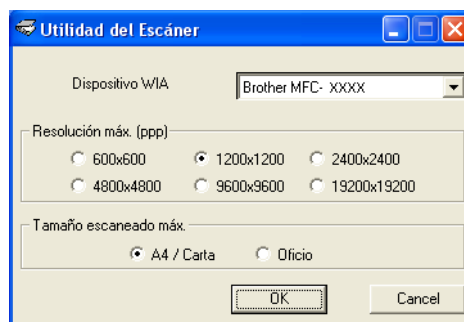 Utilidad del Escáner
Dispositivo WIA Brother MFC- XXXX
Resolución máx. (ppp)
600x600 1200x1200 2400x2400
4800x4800 9600x9600 19200x19200
Tamaño escaneado máx.
A4 / Carta Oficio
OK Cancel